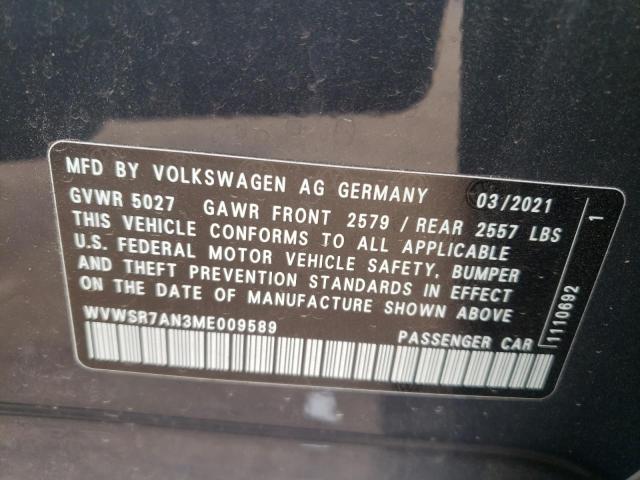 MFD BY VOLKSWAGEN AG GERMANY 03/2021
GVWR 5027 GAWR FRONT 2579 / REAR 2557 LBS
THIS VEHICLE CONFORMS TO ALL APPLICABLE
U.S. FEDERAL MOTOR VEHICLE SAFETY, BUMPER
AND THEFT PREVENTION STANDARDS IN EFFECT
ON THE DATE OF MANUFACTURE SHOWN ABOVE
WVWSR7AN3ME009589 PASSENGER CAR
1110692 1